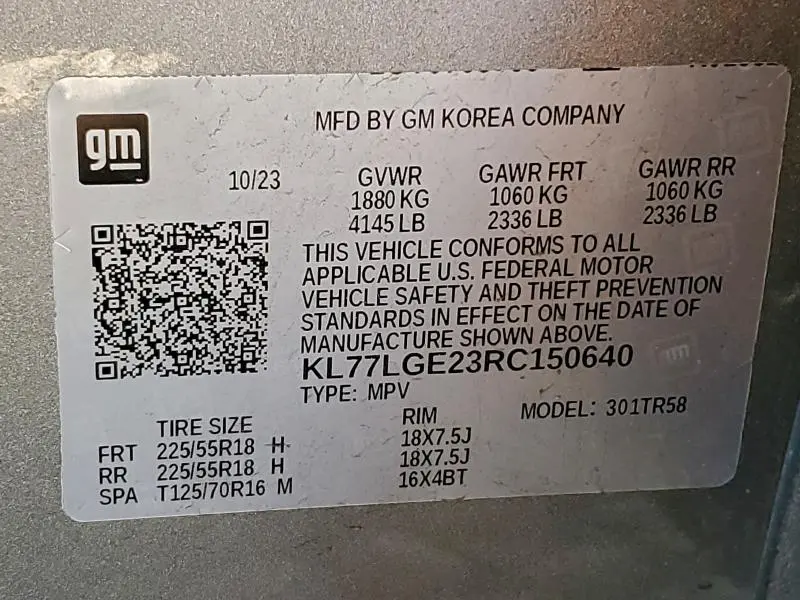 gm
MFD BY GM KOREA COMPANY
10/23 GVWR GAWR FRT GAWR RR
1880 KG 1060 KG 1060 KG
4145 LB 2336 LB 2336 LB
THIS VEHICLE CONFORMS TO ALL
APPLICABLE U.S. FEDERAL MOTOR
VEHICLE SAFETY AND THEFT PREVENTION
STANDARDS IN EFFECT ON THE DATE OF
MANUFACTURE SHOWN ABOVE.
KL77LGE23RC150640
TYPE: MPV
MODEL: 301TR58
TIRE SIZE RIM
FRT 225/55R18 H 18X7.5J
RR 225/55R18 H 18X7.5J
SPA T125/70R16 M 16X4BT